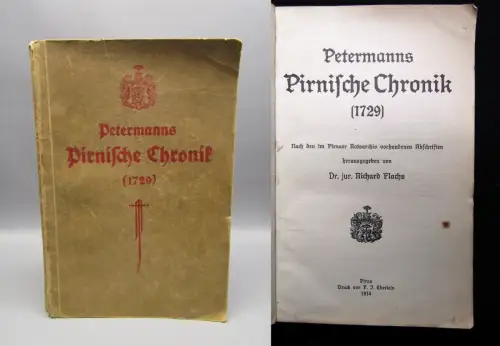 Petermanns
Pirnische Chronik
(1729)
Petermanns
Pirnische Chronik
(1729)
Nach den im Pirnaer Ratsarchiv vorhandenen Abschriften
herausgegeben von
Dr. jur. Richard Flachs
Pirna
Druck von F. J. Eberlein
1914